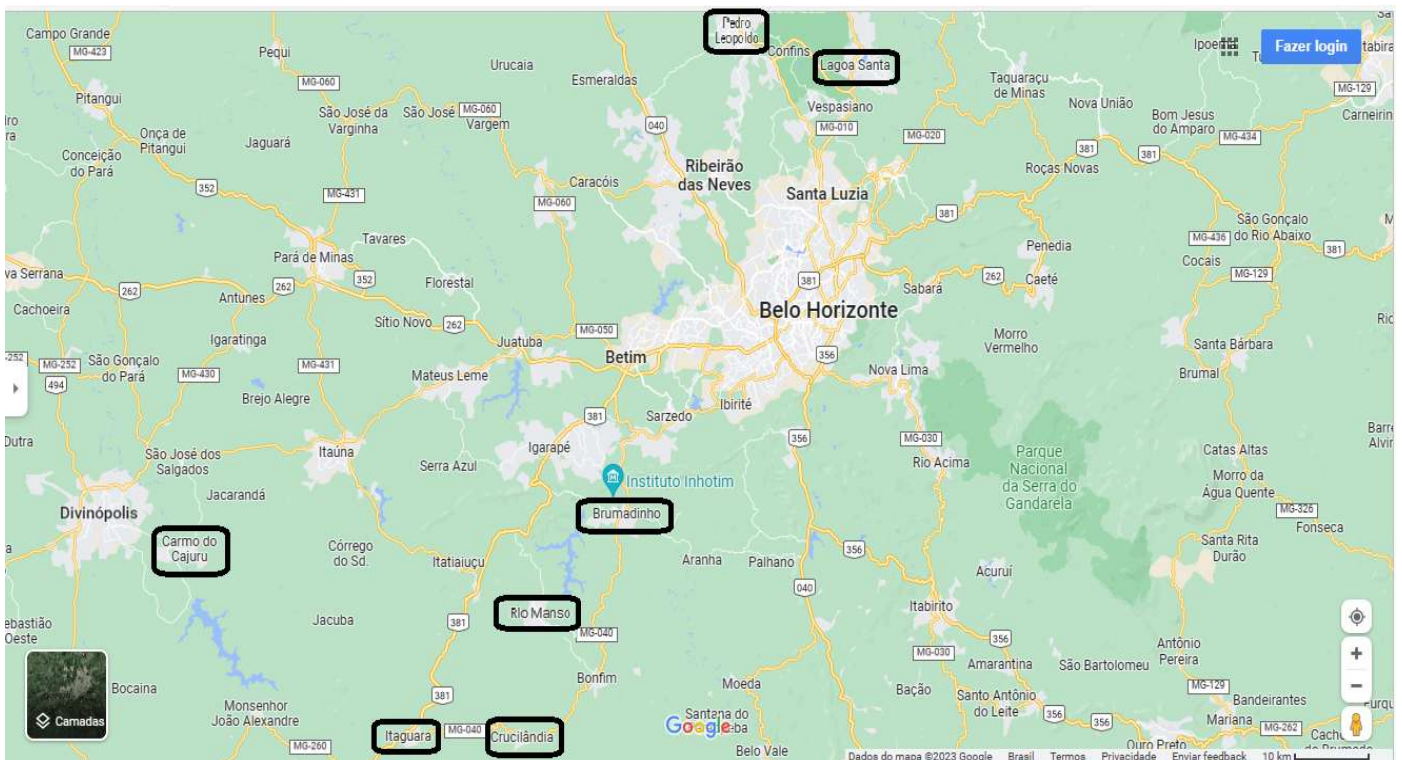 Campo Grande
MG-423
Pequi
Urucaia
Pedro
Leopoldo
Confins
Lagoa Santa
Ipoema
Fazer login
tabira
MG-060
Esmeraldas
Taquaraçu
de Minas
MG-129
Pitangui
São José da
Varginha
São José
Vargem
MG-060
040
Vespasiano
MG-010
MG-020
Nova União
Bom Jesus
do Amparo
MG-434
Carneirin
Onça de
Pitangui
Jaguará
Conceição
do Pará
352
MG-431
Caracóis
MG-060
Ribeirão
das Neves
Santa Luzia
381
381
Roças Novas
381
São Gonçalo
do Rio Abaixo
MG-436
381
Tavares
Pará de Minas
Penedia
Cocais
MG-129
va Serrana
262
262
352
Florestal
381
262
Caeté
Sabará
Antunes
Cachoeira
Belo Horizonte
Sítio Novo
262
MG-050
Juatuba
Igaratinga
Betim
356
Morro
Vermelho
Santa Bárbara
-252
MG-252
São Gonçalo
do Pará
494
MG-430
MG-431
Mateus Leme
Nova Lima
Brumal
Brejo Alegre
Ibirité
381
Sarzedo
Dutra
São José dos
Salgados
Itaúna
Igarapé
Serra Azul
356
MG-030
Rio Acima
Parque
Nacional
da Serra do
Gandarela
Catas Altas
Morro da
Água Quente
Jacarandá
Instituto Inhotim
Divinópolis
Brumadinho
MG-326
Fonseca
Carmo do
Cajuru
Córrego
do Sd.
Itatiaiuçu
Aranha
Palhano
356
Santa Rita
Durão
Acuruí
040
Itabirito
RIo Manso
Jacuba
381
MG-040
ebastião
Oeste
356
MG-030
Amarantina
São Bartolomeu
Antônio
Pereira
Bocaina
381
Bonfim
Moeda
Bação
Santo Antônio
do Leite
356
356
MG-129
Bandeirantes
Monsenhor
João Alexandre
Camadas
Itaguara
MG-040
Crucilândia
Santana do
Google
eba
Mariana
MG-262
MG-260
Belo Vale
Ouro Preto
Dados do mapa ©2023 Google
Brasil
Termos
Privacidade
Enviar feedback
10 km